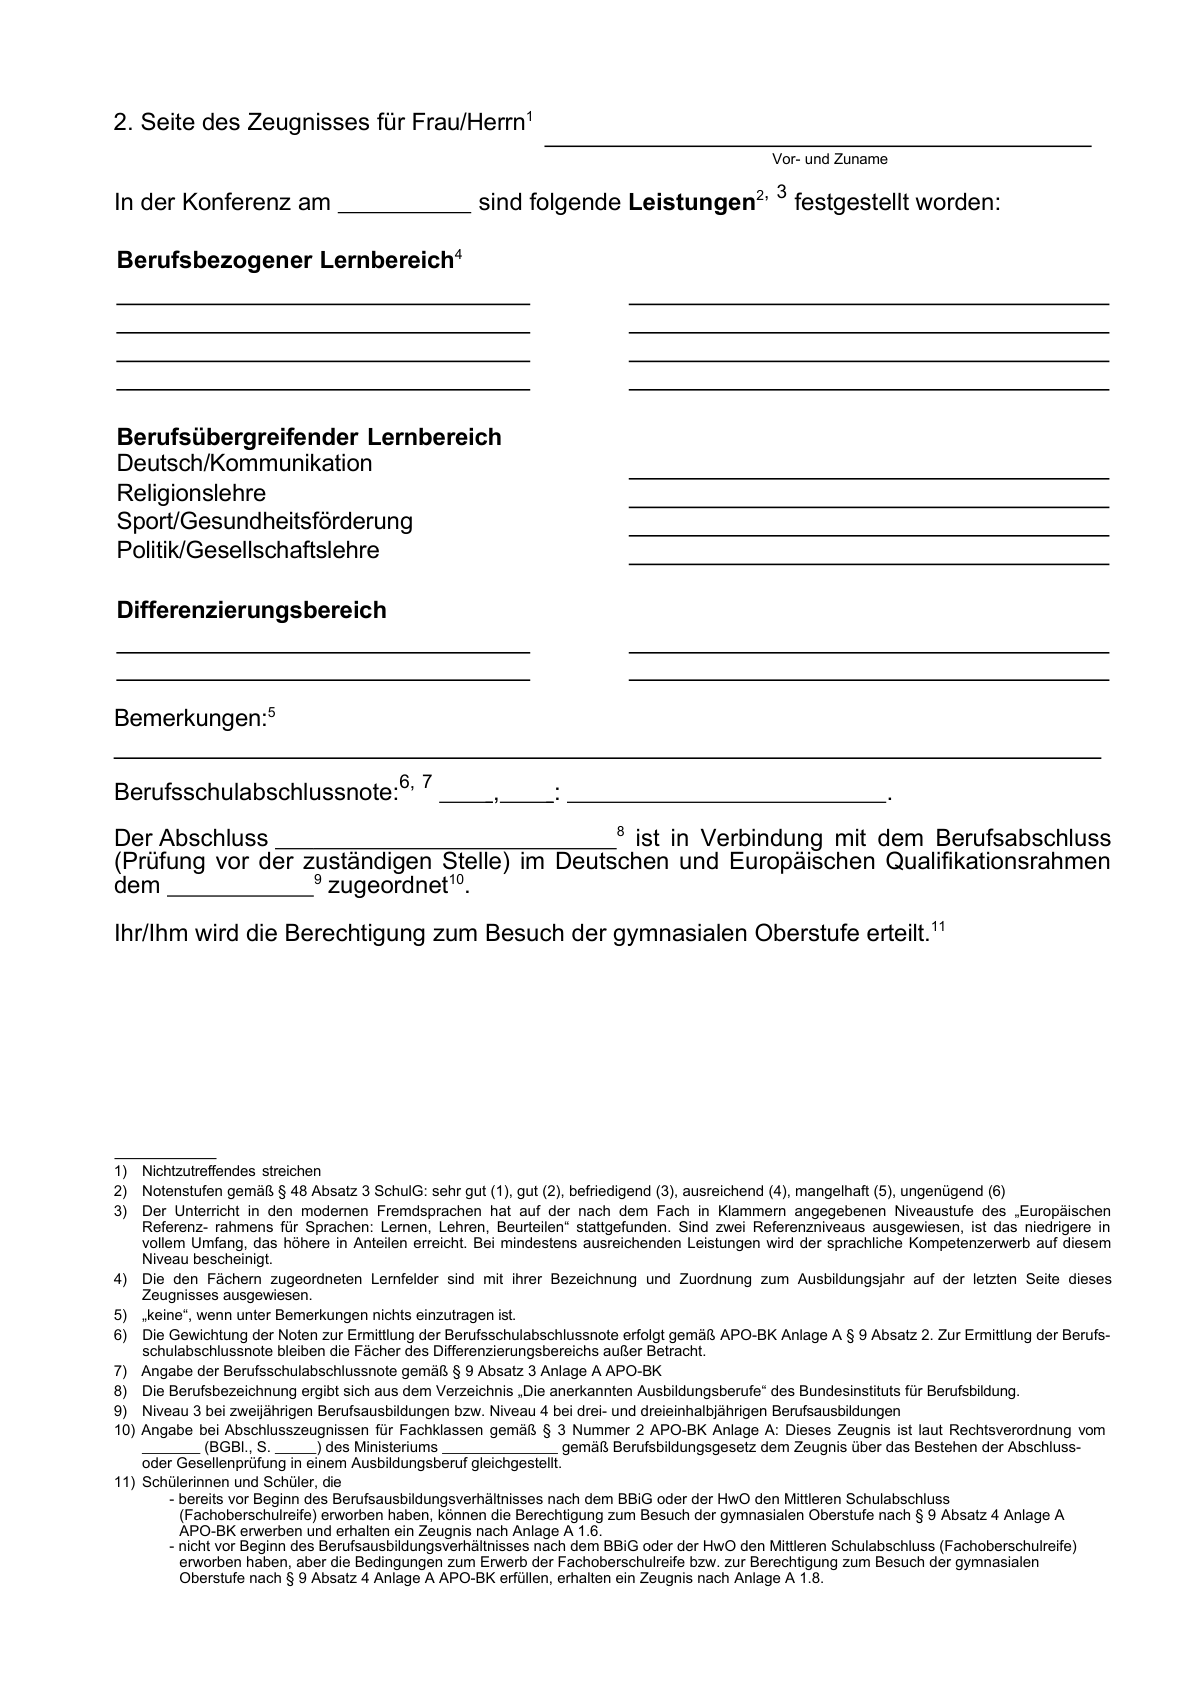 2. Seite des Zeugnisses für Frau/Herrn1
Vor- und Zuname
In der Konferenz am __________ sind folgende Leistungen2, 3 festgestellt worden:
Berufsbezogener Lernbereich4
Berufsübergreifender Lernbereich
Deutsch/Kommunikation
Religionslehre
Sport/Gesundheitsförderung
Politik/Gesellschaftslehre
Differenzierungsbereich
Bemerkungen:5
Berufsschulabschlussnote:6, 7 ____,____: ________________________.
Der Abschluss __________________________8 ist in Verbindung mit dem Berufsabschluss
(Prüfung vor der zuständigen Stelle) im Deutschen und Europäischen Qualifikationsrahmen
dem ___________9 zugeordnet10.
Ihr/Ihm wird die Berechtigung zum Besuch der gymnasialen Oberstufe erteilt.11
1) Nichtzutreffendes streichen
2) Notenstufen gemäß § 48 Absatz 3 SchulG: sehr gut (1), gut (2), befriedigend (3), ausreichend (4), mangelhaft (5), ungenügend (6)
3) Der Unterricht in den modernen Fremdsprachen hat auf der nach dem Fach in Klammern angegebenen Niveaustufe des „Europäischen
Referenz- rahmens für Sprachen: Lernen, Lehren, Beurteilen“ stattgefunden. Sind zwei Referenzniveaus ausgewiesen, ist das niedrigere in
vollem Umfang, das höhere in Anteilen erreicht. Bei mindestens ausreichenden Leistungen wird der sprachliche Kompetenzerwerb auf diesem
Niveau bescheinigt.
4) Die den Fächern zugeordneten Lernfelder sind mit ihrer Bezeichnung und Zuordnung zum Ausbildungsjahr auf der letzten Seite dieses
Zeugnisses ausgewiesen.
5) „keine“, wenn unter Bemerkungen nichts einzutragen ist.
6) Die Gewichtung der Noten zur Ermittlung der Berufsschulabschlussnote erfolgt gemäß APO-BK Anlage A § 9 Absatz 2. Zur Ermittlung der Berufs-
schulabschlussnote bleiben die Fächer des Differenzierungsbereichs außer Betracht.
7) Angabe der Berufsschulabschlussnote gemäß § 9 Absatz 3 Anlage A APO-BK
8) Die Berufsbezeichnung ergibt sich aus dem Verzeichnis „Die anerkannten Ausbildungsberufe“ des Bundesinstituts für Berufsbildung.
9) Niveau 3 bei zweijährigen Berufsausbildungen bzw. Niveau 4 bei drei- und dreieinhalbjährigen Berufsausbildungen
10) Angabe bei Abschlusszeugnissen für Fachklassen gemäß § 3 Nummer 2 APO-BK Anlage A: Dieses Zeugnis ist laut Rechtsverordnung vom
_______ (BGBl., S. _____) des Ministeriums ______________ gemäß Berufsbildungsgesetz dem Zeugnis über das Bestehen der Abschluss-
oder Gesellenprüfung in einem Ausbildungsberuf gleichgestellt.
11) Schülerinnen und Schüler, die
- bereits vor Beginn des Berufsausbildungsverhältnisses nach dem BBiG oder der HwO den Mittleren Schulabschluss
(Fachoberschulreife) erworben haben, können die Berechtigung zum Besuch der gymnasialen Oberstufe nach § 9 Absatz 4 Anlage A
APO-BK erwerben und erhalten ein Zeugnis nach Anlage A 1.6.
- nicht vor Beginn des Berufsausbildungsverhältnisses nach dem BBiG oder der HwO den Mittleren Schulabschluss (Fachoberschulreife)
erworben haben, aber die Bedingungen zum Erwerb der Fachoberschulreife bzw. zur Berechtigung zum Besuch der gymnasialen
Oberstufe nach § 9 Absatz 4 Anlage A APO-BK erfüllen, erhalten ein Zeugnis nach Anlage A 1.8.